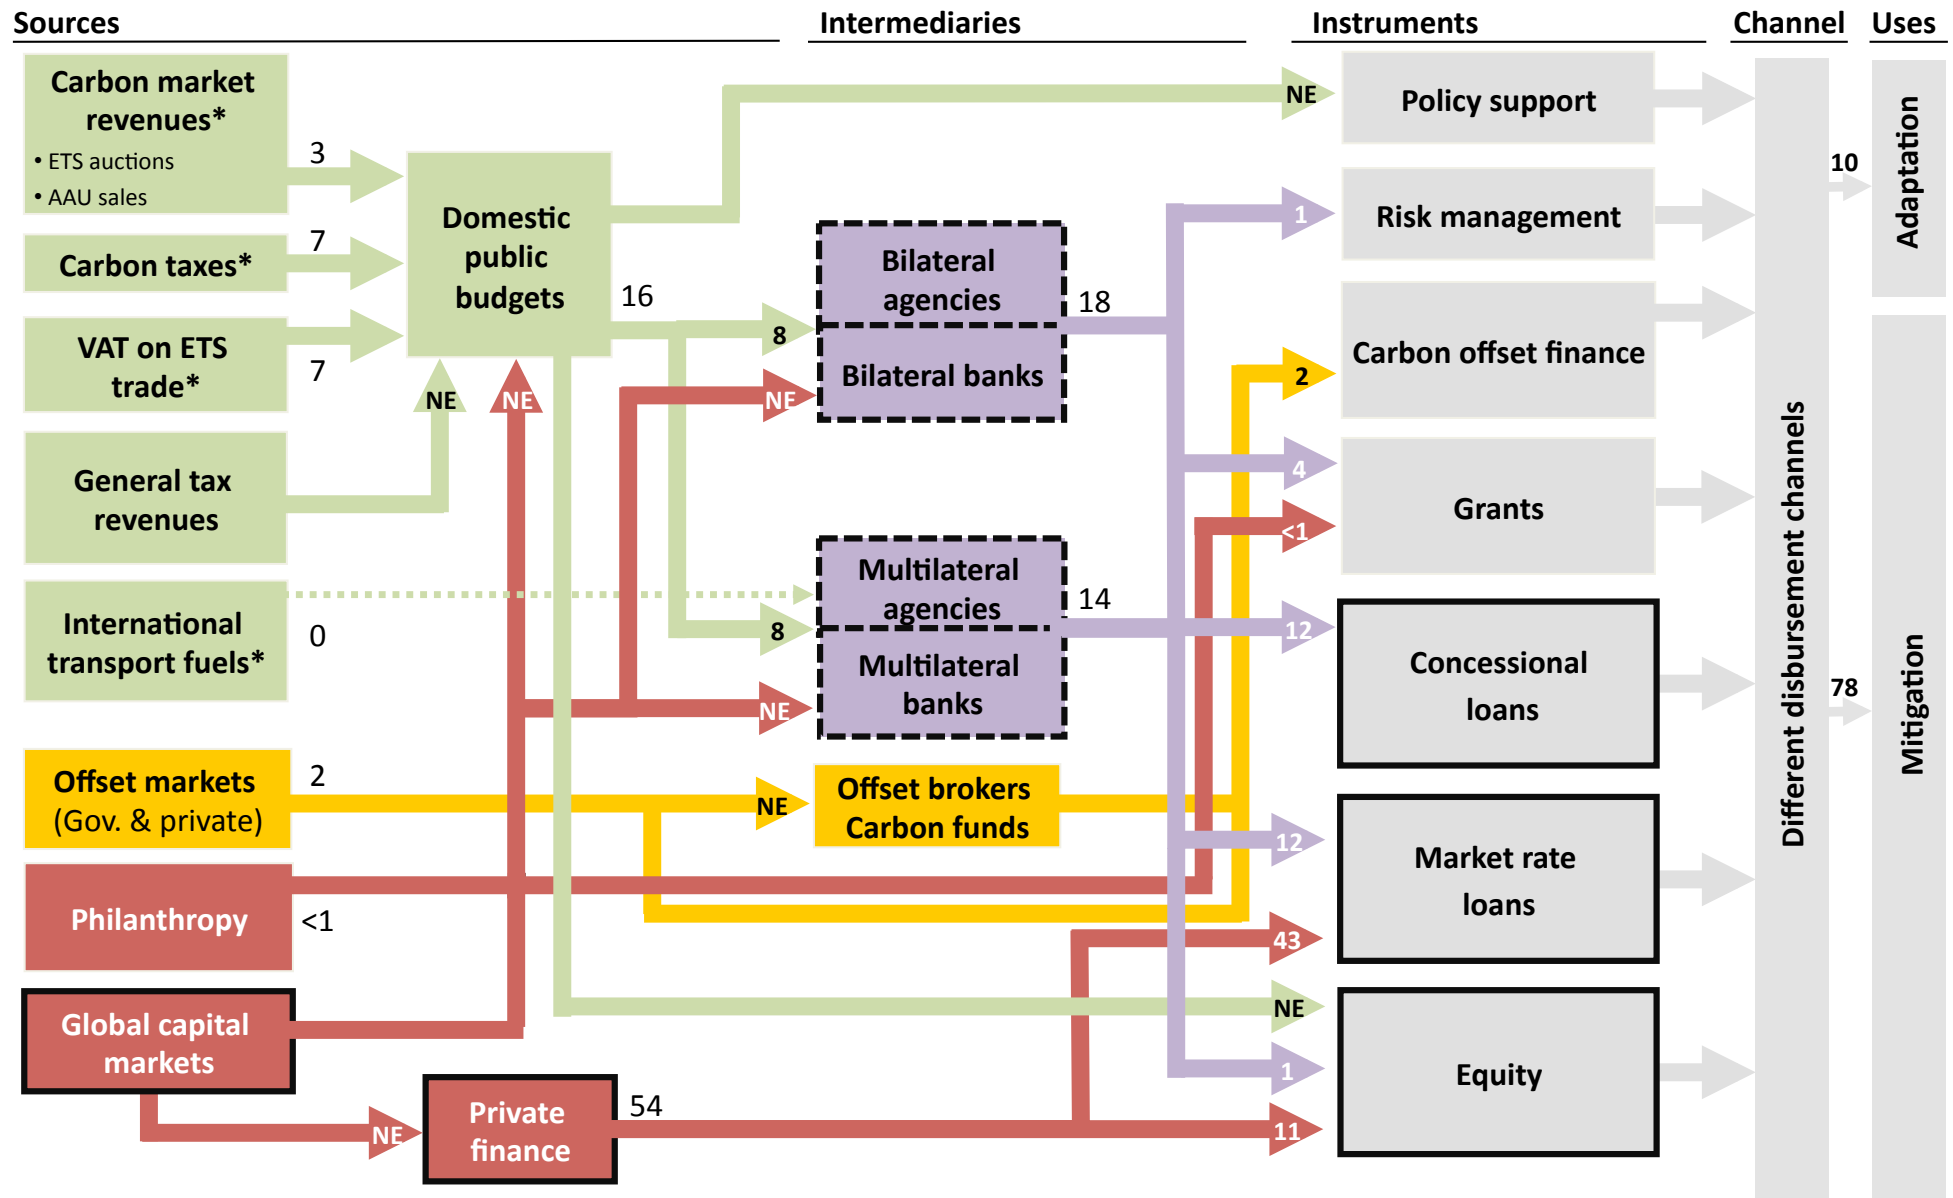 Sources
Intermediaries
Instruments
Channel
Uses
Carbon market
revenues*
• ETS auctions
• AAU sales
3
Carbon taxes*
7
VAT on ETS
trade*
7
General tax
revenues
NE
NE
International
transport fuels*
0
Offset markets
(Gov. & private)
2
Philanthropy
<1
Global capital
markets
NE
Private
finance
54
Domestic
public
budgets
16
8
NE
8
NE
NE
Bilateral
agencies
Bilateral banks
18
Multilateral
agencies
Multilateral
banks
14
Offset brokers
Carbon funds
NE
1
2
4
<1
12
12
43
NE
1
11
Policy support
Risk management
Carbon offset finance
Grants
Concessional
loans
Market rate
loans
Equity
Different disbursement channels
10
78
Adaptation
Mitigation